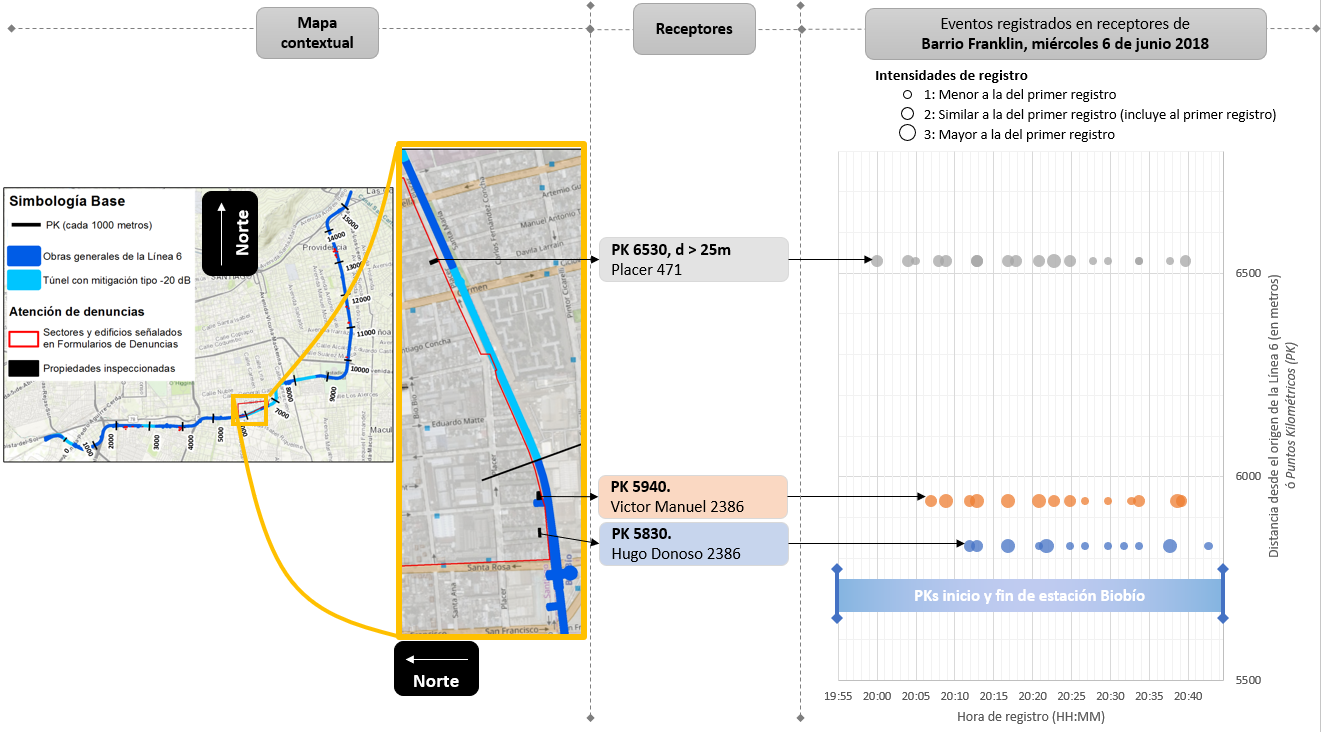 Mapa
contextual
Receptores
Eventos registrados en receptores de
Barrio Franklin, miércoles 6 de junio 2018
Intensidades de registro
1: Menor a la del primer registro
2: Similar a la del primer registro (incluye al primer registro)
3: Mayor a la del primer registro
Simbología Base
PK (cada 1000 metros)
Obras generales de la Línea 6
Túnel con mitigación tipo -20 dB
Atención de denuncias
Sectores y edificios señalados
en Formularios de Denuncias
Propiedades inspeccionadas
Norte
Providencia
15000
14000
12000
11000
10000
9000
8000
7000
5000
4000
3000
2000
1000
0
Santa María
Manuel Antonio
Davila Larraín
Eduardo Matte
Placer
Santa Rosa
Santa Ana
Placer
San Francisco
Norte
PK 6530, d > 25m
Placer 471
PK 5940.
Victor Manuel 2386
PK 5830.
Hugo Donoso 2386
PKs inicio y fin de estación Biobío
6500
6000
5500
Distancia desde el origen de la Línea 6 (en metros)
ó Puntos Kilométricos (PK)
19:55 20:00 20:05 20:10 20:15 20:20 20:25 20:30 20:35 20:40
Hora de registro (HH:MM)